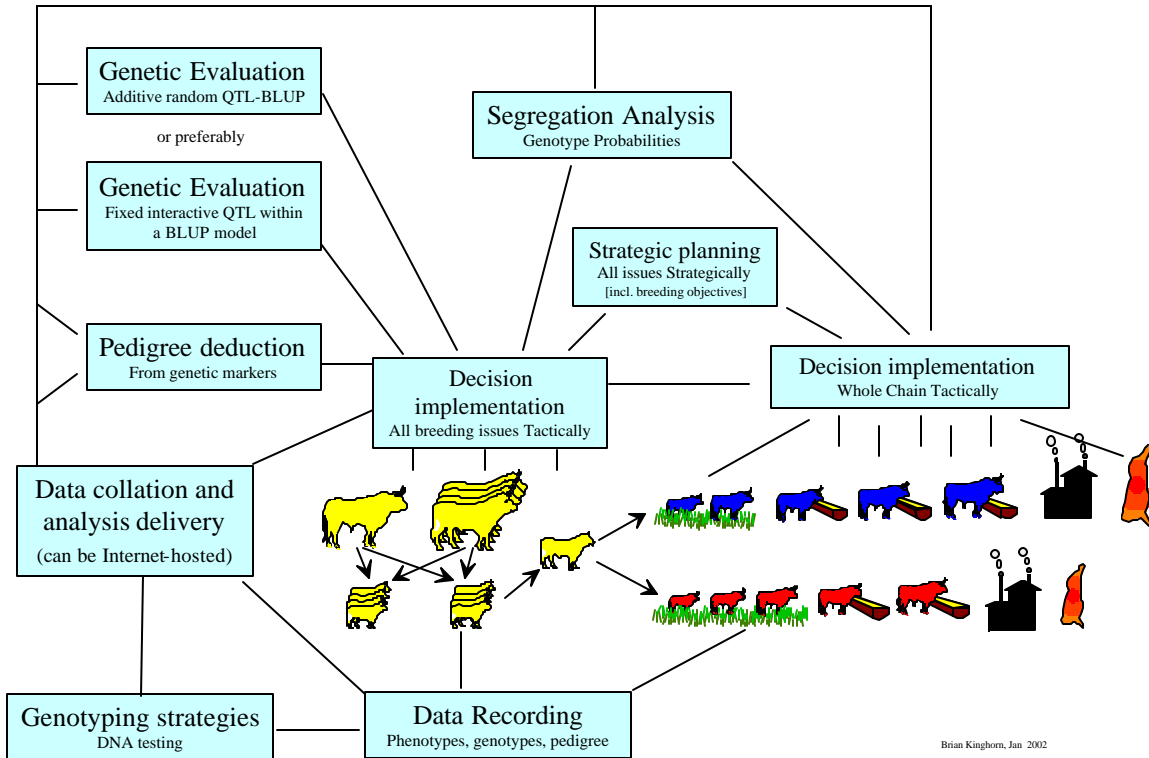 Genetic Evaluation
Additive random QTL-BLUP
or preferably
Genetic Evaluation
Fixed interactive QTL within
a BLUP model
Pedigree deduction
From genetic markers
Segregation Analysis
Genotype Probabilities
Strategic planning
All issues Strategically
[incl. breeding objectives]
Decision
implementation
All breeding issues Tactically
Decision implementation
Whole Chain Tactically
Data collation and
analysis delivery
(can be Internet-hosted)
Genotyping strategies
DNA testing
Data Recording
Phenotypes, genotypes, pedigree
Brian Kinghorn, Jan 2002